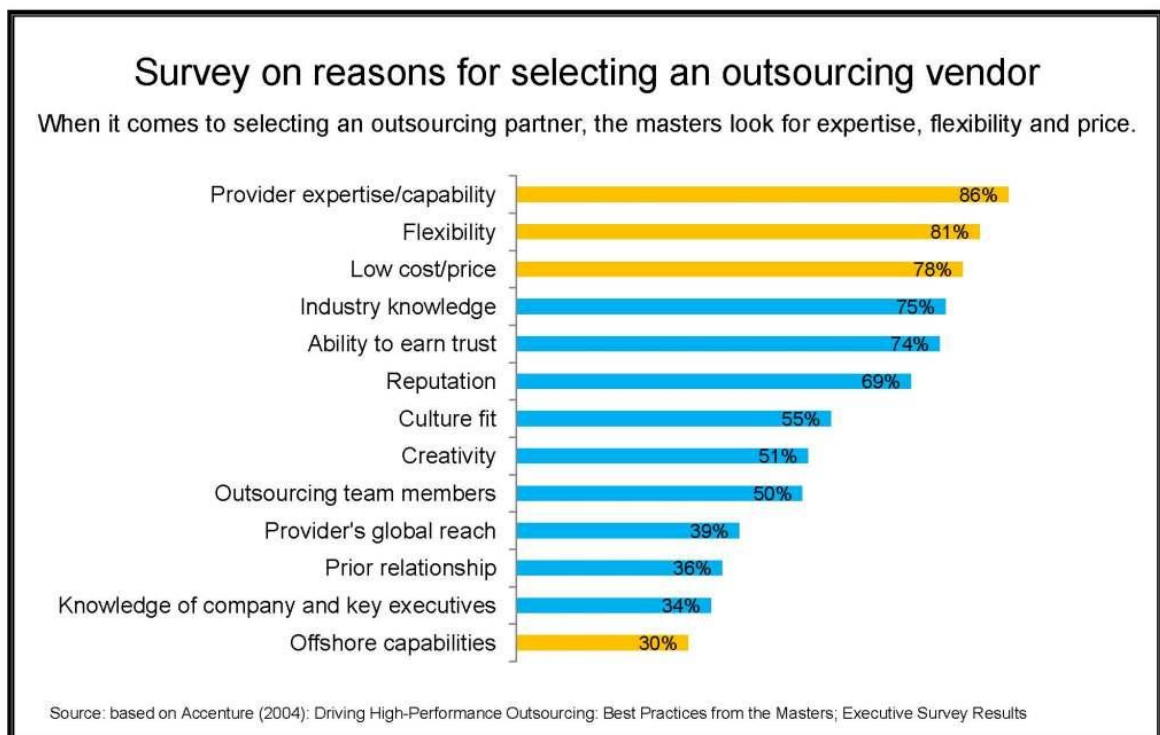 Survey on reasons for selecting an outsourcing vendor
When it comes to selecting an outsourcing partner, the masters look for expertise, flexibility and price.
Provider expertise/capability 86%
Flexibility 81%
Low cost/price 78%
Industry knowledge 75%
Ability to earn trust 74%
Reputation 69%
Culture fit 55%
Creativity 51%
Outsourcing team members 50%
Provider's global reach 39%
Prior relationship 36%
Knowledge of company and key executives 34%
Offshore capabilities 30%
Source: based on Accenture (2004): Driving High-Performance Outsourcing: Best Practices from the Masters; Executive Survey Results